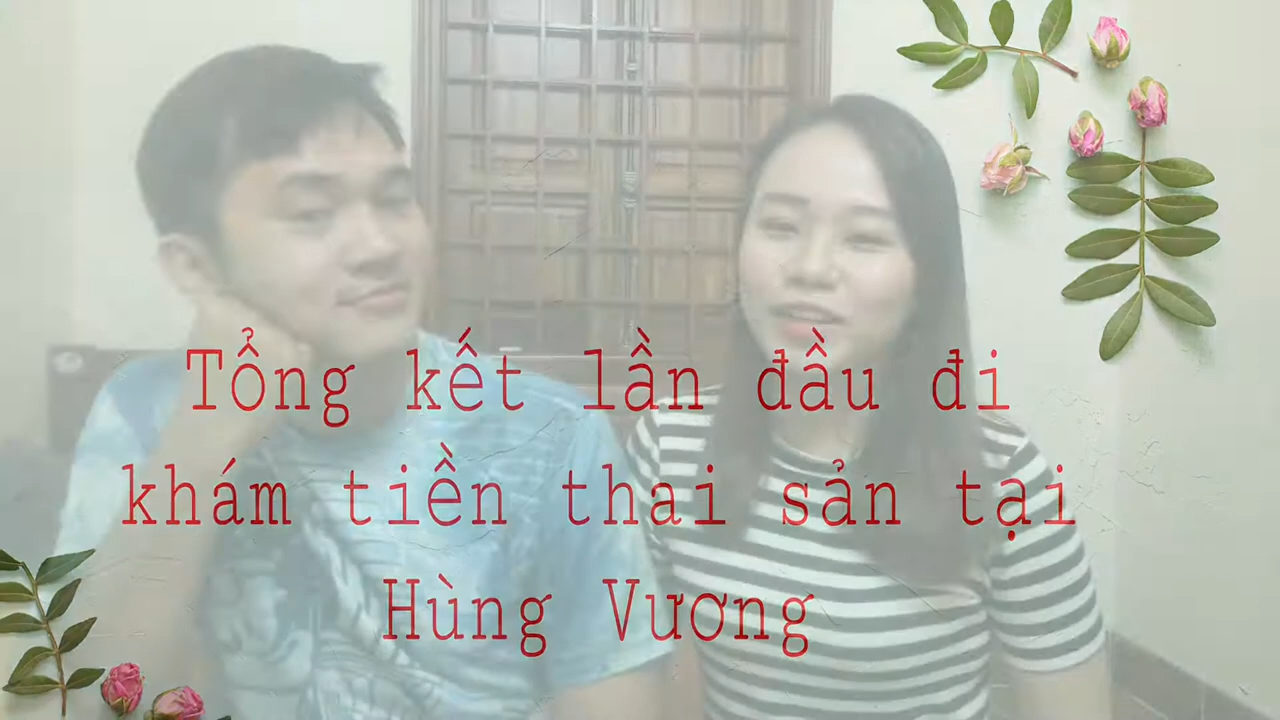 Tổng kết lần đầu đi
khám tiền thai sản tại
Hùng Vương